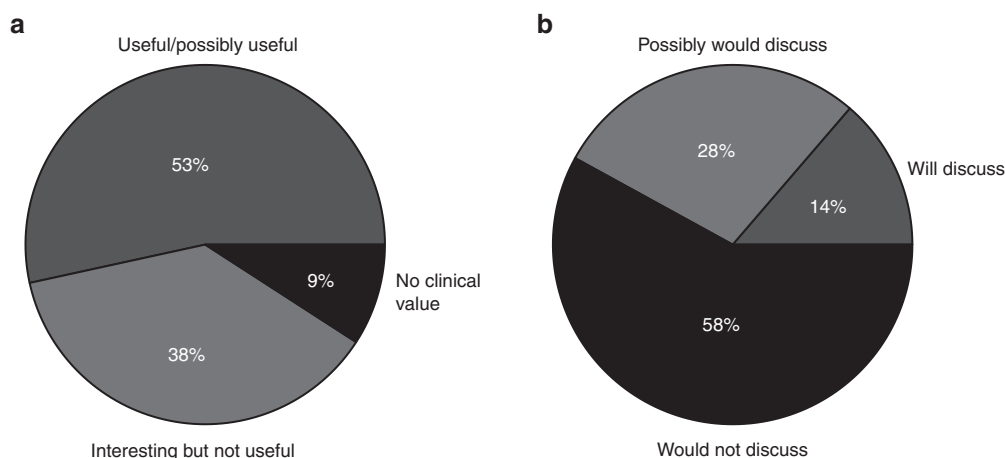 a
Useful/possibly useful
53%
9%
No clinical
value
38%
Interesting but not useful
b
Possibly would discuss
28%
Will discuss
14%
58%
Would not discuss